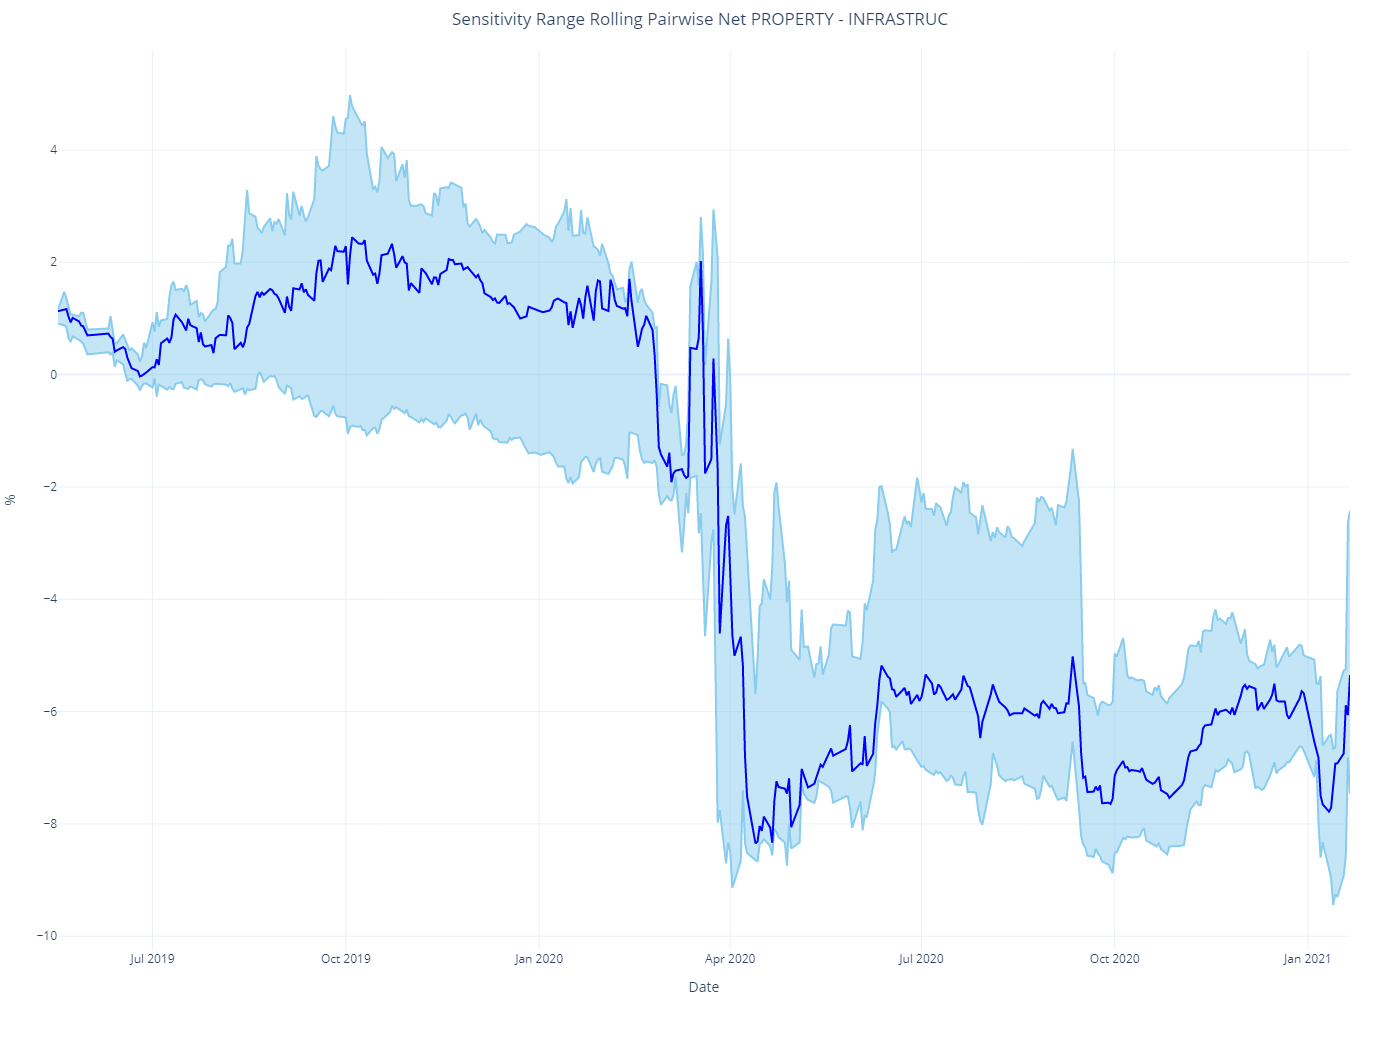 Sensitivity Range Rolling Pairwise Net PROPERTY - INFRASTRUC
4
2
0
−2
−4
−6
−8
−10
%
Jul 2019
Oct 2019
Jan 2020
Apr 2020
Jul 2020
Oct 2020
Jan 2021
Date